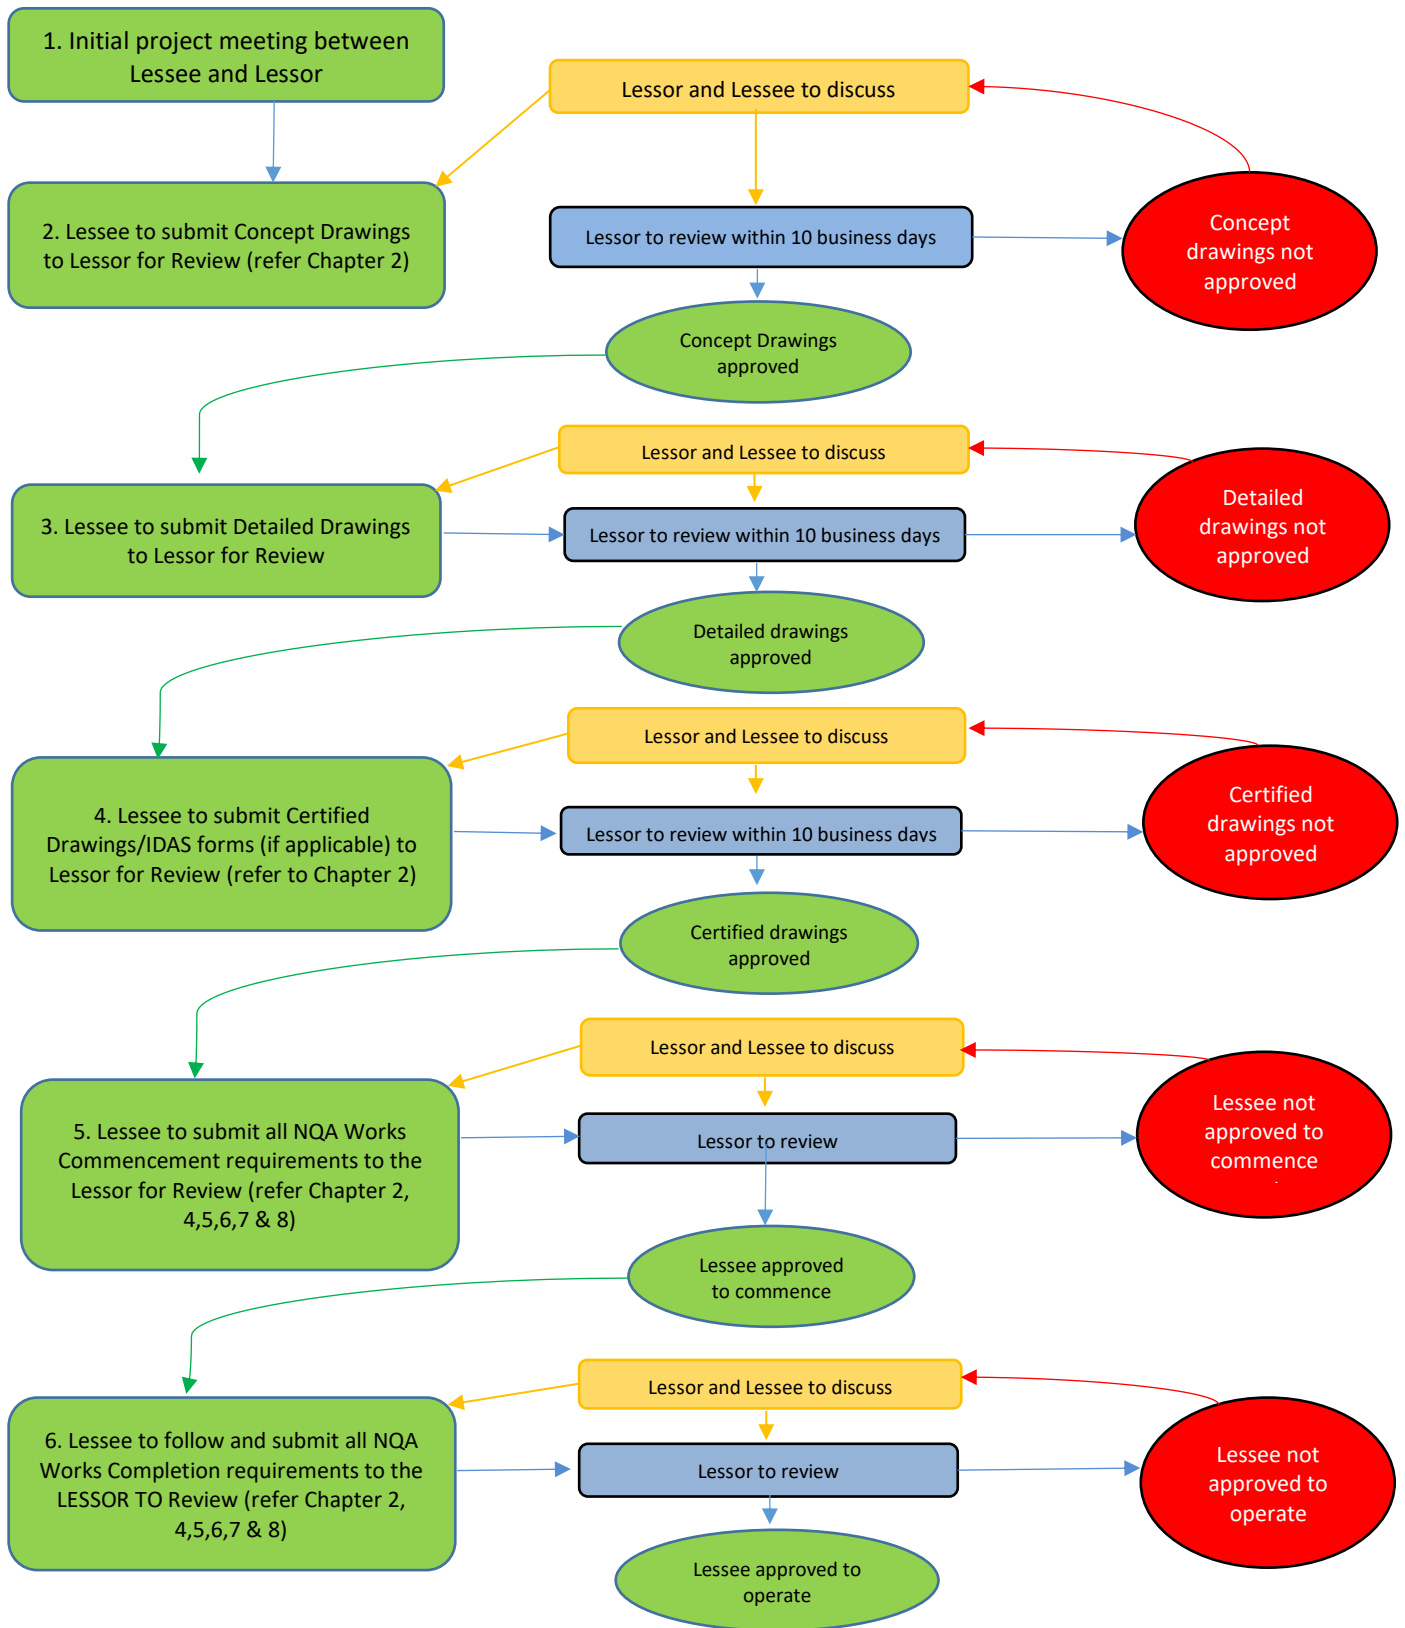 1. Initial project meeting between
Lessee and Lessor
Lessor and Lessee to discuss
2. Lessee to submit Concept Drawings
to Lessor for Review (refer Chapter 2)
Lessor to review within 10 business days
Concept
drawings not
approved
Concept Drawings
approved
Lessor and Lessee to discuss
3. Lessee to submit Detailed Drawings
to Lessor for Review
Lessor to review within 10 business days
Detailed
drawings not
approved
Detailed drawings
approved
Lessor and Lessee to discuss
4. Lessee to submit Certified
Drawings/IDAS forms (if applicable) to
Lessor for Review (refer to Chapter 2)
Lessor to review within 10 business days
Certified
drawings not
approved
Certified drawings
approved
Lessor and Lessee to discuss
5. Lessee to submit all NQA Works
Commencement requirements to the
Lessor for Review (refer Chapter 2,
4,5,6,7 & 8)
Lessor to review
Lessee not
approved to
commence
Lessee approved
to commence
Lessor and Lessee to discuss
6. Lessee to follow and submit all NQA
Works Completion requirements to the
LESSOR TO Review (refer Chapter 2,
4,5,6,7 & 8)
Lessor to review
Lessee not
approved to
operate
Lessee approved to
operate